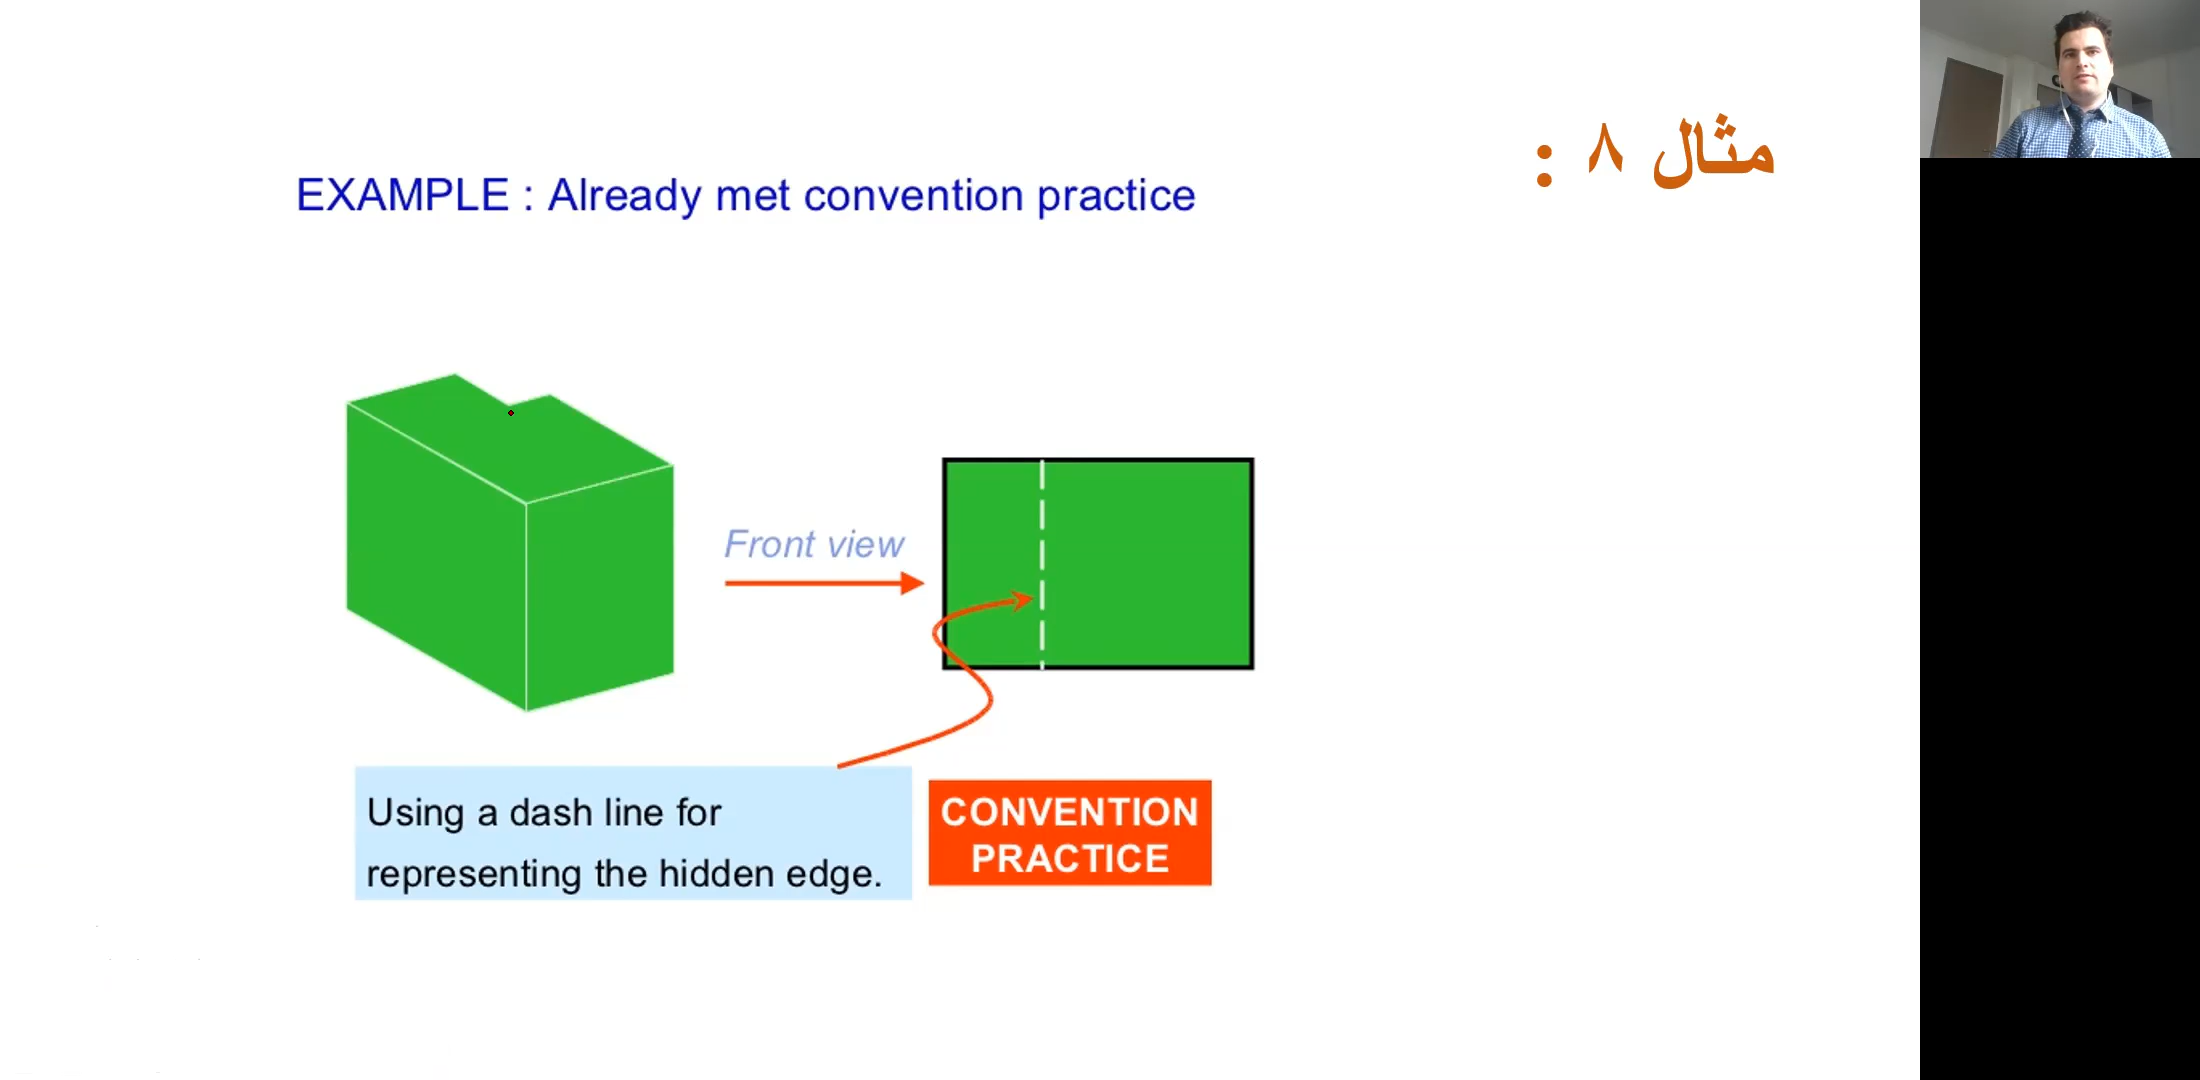 مثال ٨ :
EXAMPLE : Already met convention practice
Front view
Using a dash line for
representing the hidden edge.
CONVENTION
PRACTICE